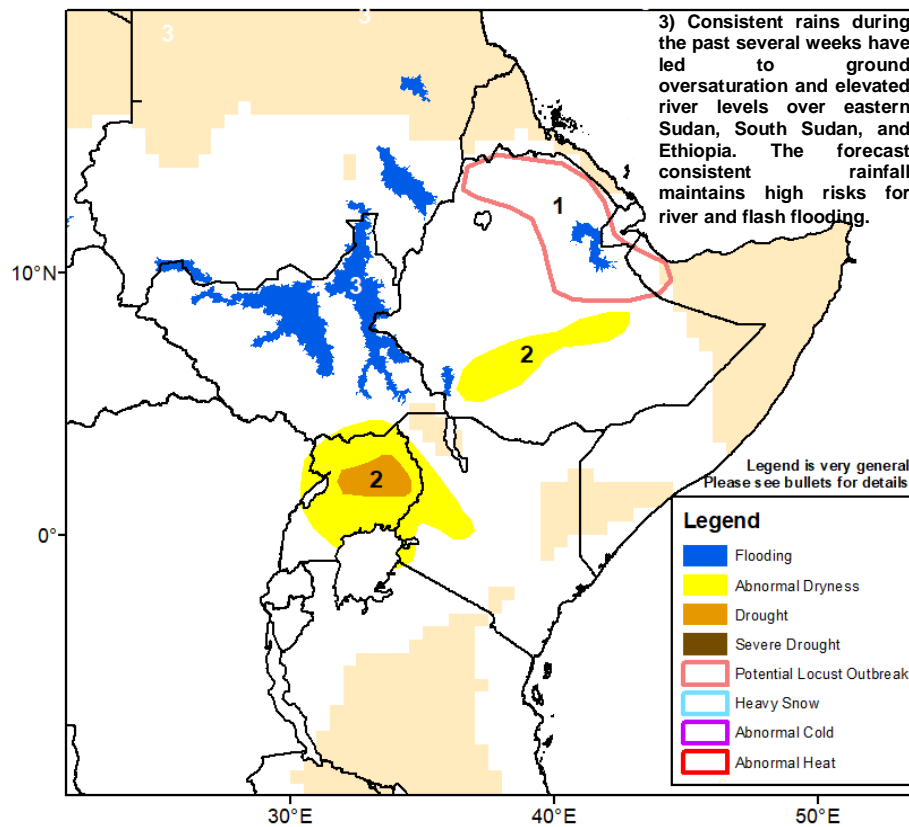 3) Consistent rains during
the past several weeks have
led to ground
oversaturation and elevated
river levels over eastern
Sudan, South Sudan, and
Ethiopia. The forecast
consistent rainfall
maintains high risks for
river and flash flooding.
3
3
1
10°N
3
2
Legend is very general
Please see bullets for details
2
Legend
0°
Flooding
Abnormal Dryness
Drought
Severe Drought
Potential Locust Outbreak
Heavy Snow
Abnormal Cold
Abnormal Heat
30°E
40°E
50°E